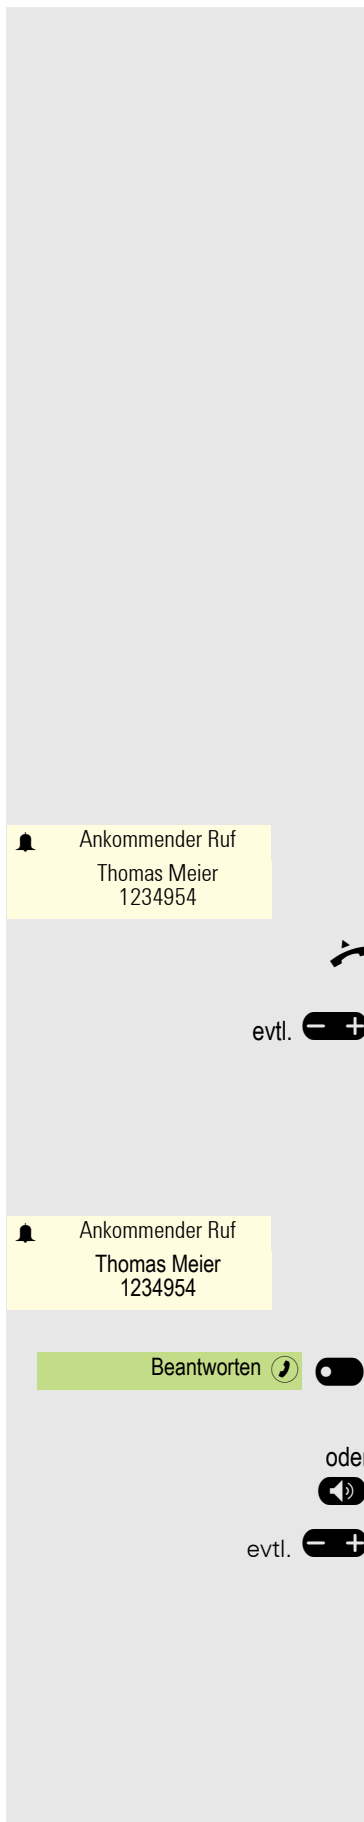 Ankommender Ruf
Thomas Meier
1234954
evtl.
Ankommender Ruf
Thomas Meier
1234954
Beantworten
oder
evtl.